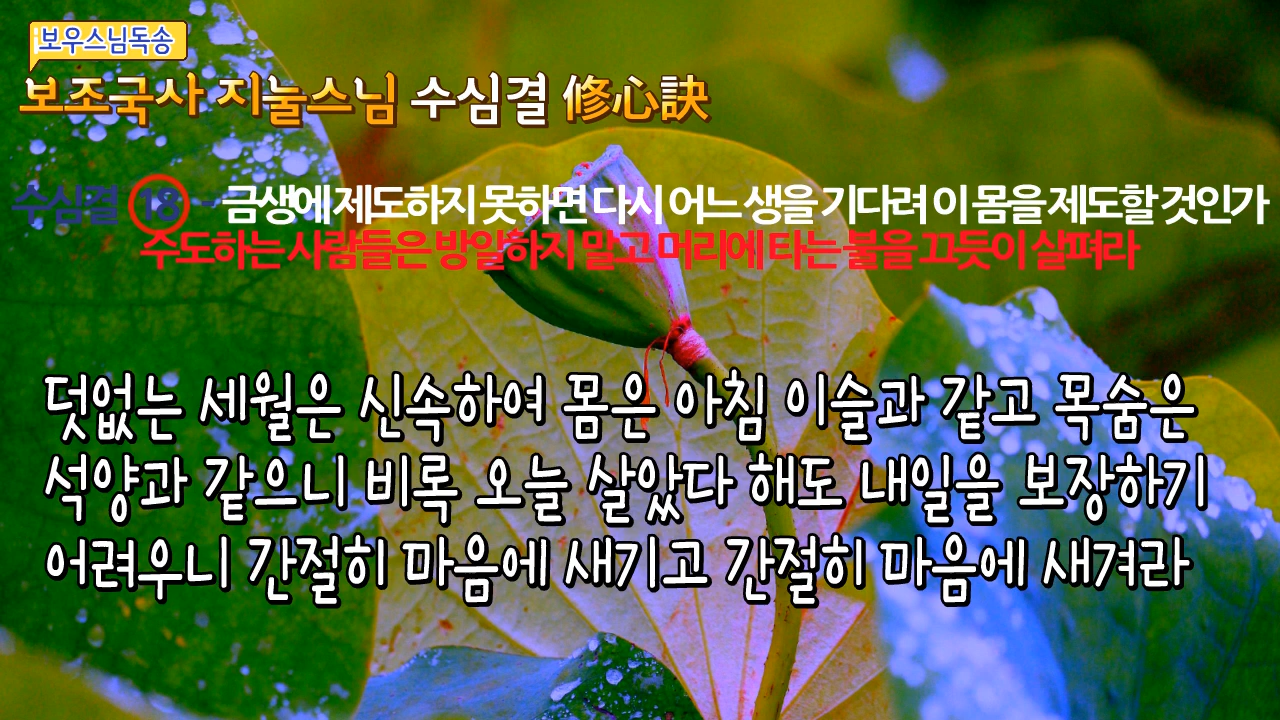 보우스님독송
보조국사 지눌스님 수심결 修心訣
수심결 18 - 금생에 제도하지 못하면 다시 어느 생을 기다려 이 몸을 제도할 것인가
주도하는 사람들은 방일하지 말고 머리에 타는 불을 끄듯이 살펴라
덧없는 세월은 신속하여 몸은 아침 이슬과 같고 목숨은
석양과 같으니 비록 오늘 살았다 해도 내일을 보장하기
어려우니 간절히 마음에 새기고 간절히 마음에 새겨라